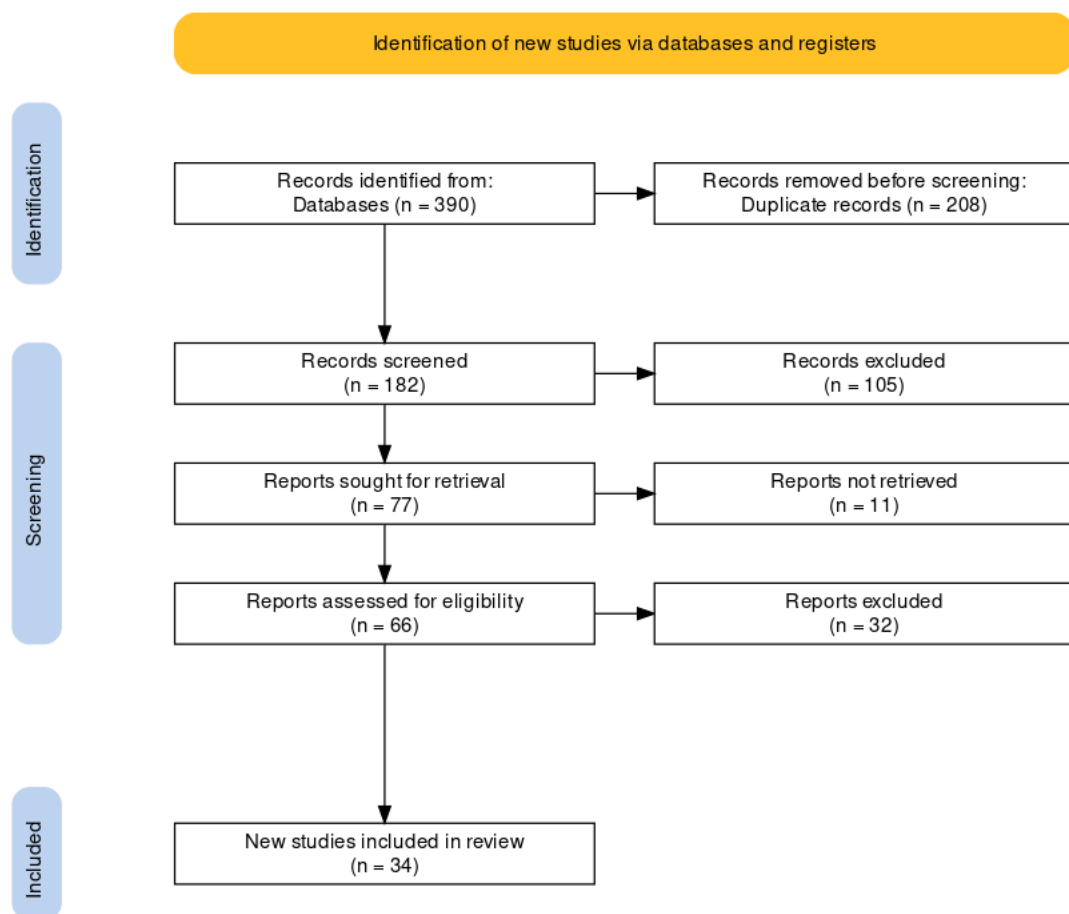 Identification of new studies via databases and registers
Identification
Records identified from:
Databases (n = 390)
Records removed before screening:
Duplicate records (n = 208)
Screening
Records screened
(n = 182)
Records excluded
(n = 105)
Reports sought for retrieval
(n = 77)
Reports not retrieved
(n = 11)
Reports assessed for eligibility
(n = 66)
Reports excluded
(n = 32)
Included
New studies included in review
(n = 34)